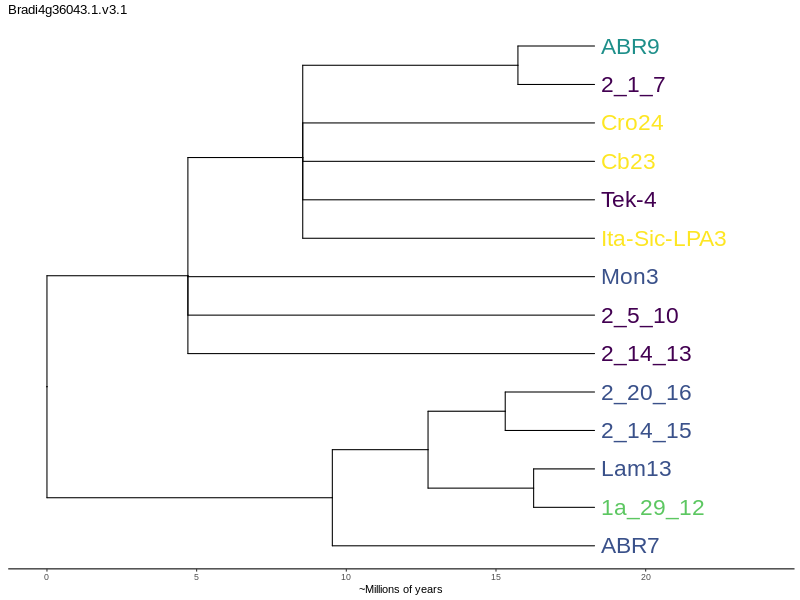 Bradi4g36043.1.v3.1
ABR9
2_1_7
Cro24
Cb23
Tek-4
Ita-Sic-LPA3
Mon3
2_5_10
2_14_13
2_20_16
2_14_15
Lam13
1a_29_12
ABR7
0 5 10 15 20
~Millions of years